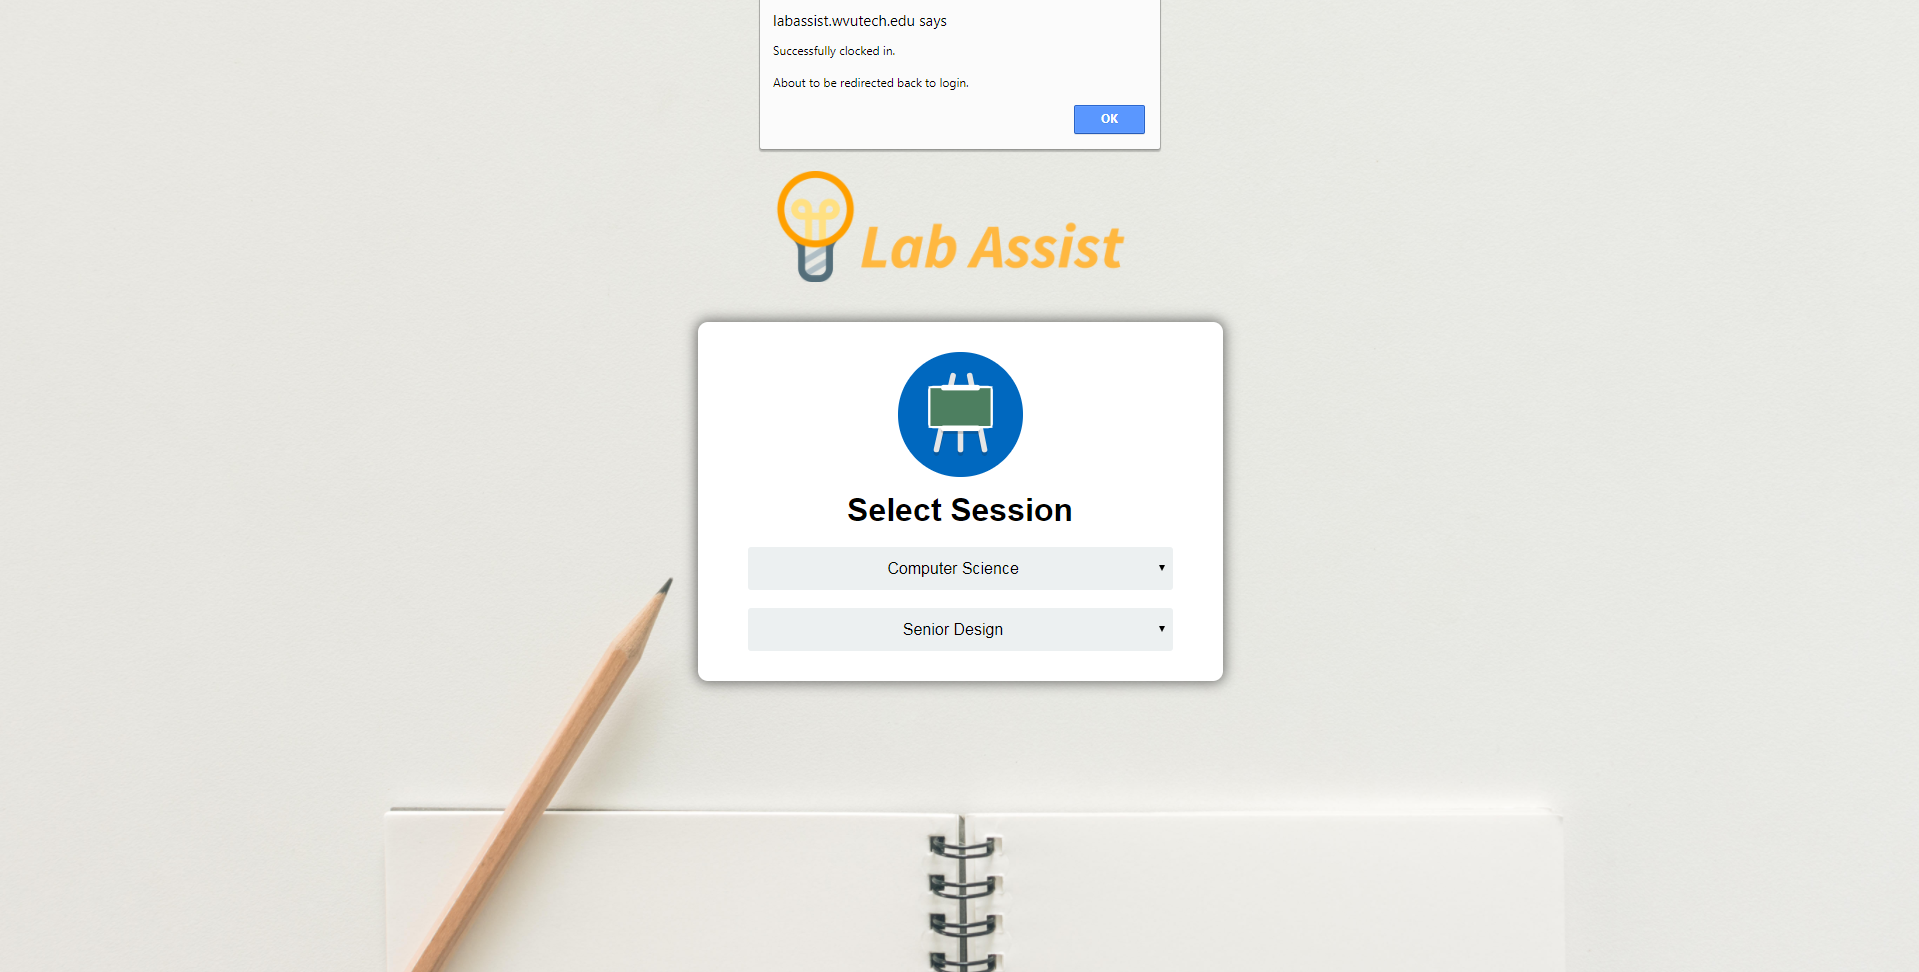 labassist.wvutech.edu says
Successfully clocked in.
About to be redirected back to login.
OK
Lab Assist
Select Session
Computer Science
Senior Design